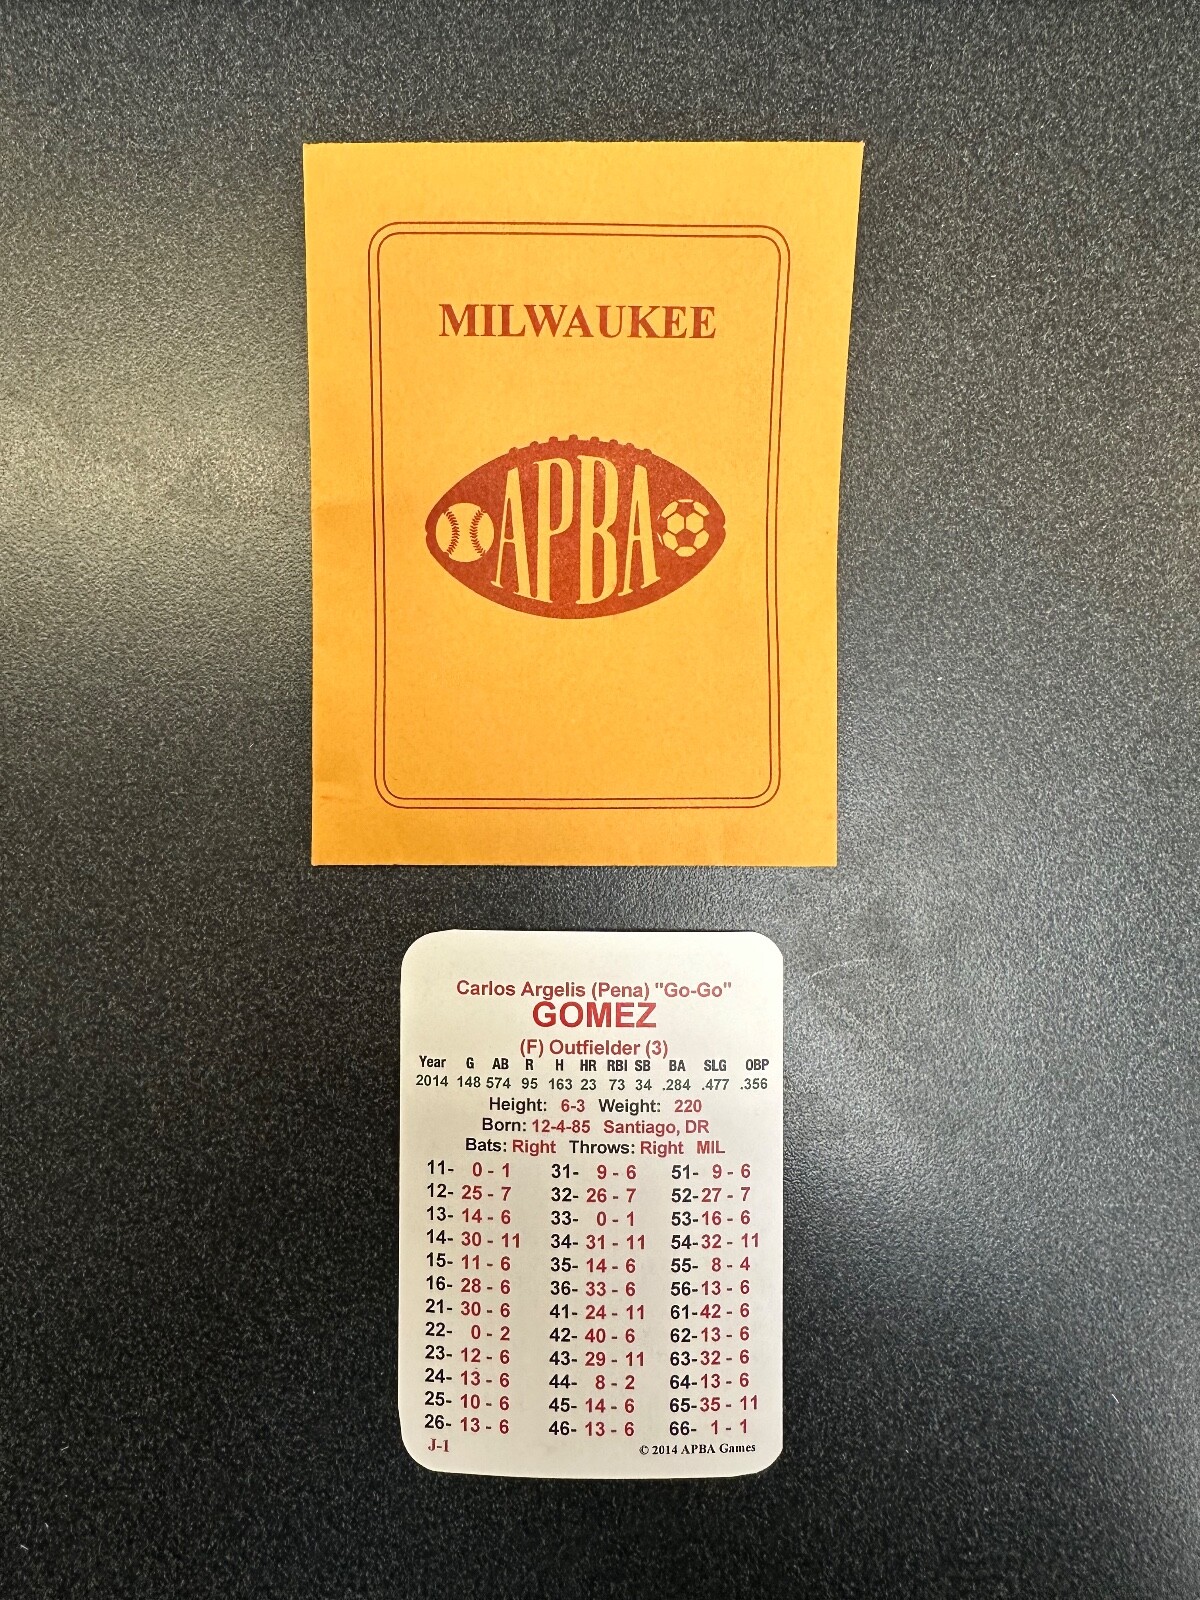 MILWAUKEE
APBA
Carlos Argelis (Pena) "Go-Go"
GOMEZ
(F) Outfielder (3)
Year G AB R H HR RBI SB BA SLG OBP
2014 148 574 95 163 23 73 34 .284 .477 .356
Height: 6-3 Weight: 220
Born: 12-4-85 Santiago, DR
Bats: Right Throws: Right MIL
11- 0 - 1 31- 9 - 6 51- 9 - 6
12- 25 - 7 32- 26 - 7 52- 27 - 7
13- 14 - 6 33- 0 - 1 53- 16 - 6
14- 30 - 11 34- 31 - 11 54- 32 - 11
15- 11 - 6 35- 14 - 6 55- 8 - 4
16- 28 - 6 36- 33 - 6 56- 13 - 6
21- 30 - 6 41- 24 - 11 61- 42 - 6
22- 0 - 2 42- 40 - 6 62- 13 - 6
23- 12 - 6 43- 29 - 11 63- 32 - 6
24- 13 - 6 44- 8 - 2 64- 13 - 6
25- 10 - 6 45- 14 - 6 65- 35 - 11
26- 13 - 6 46- 13 - 6 66- 1 - 1
J-1 © 2014 APBA Games